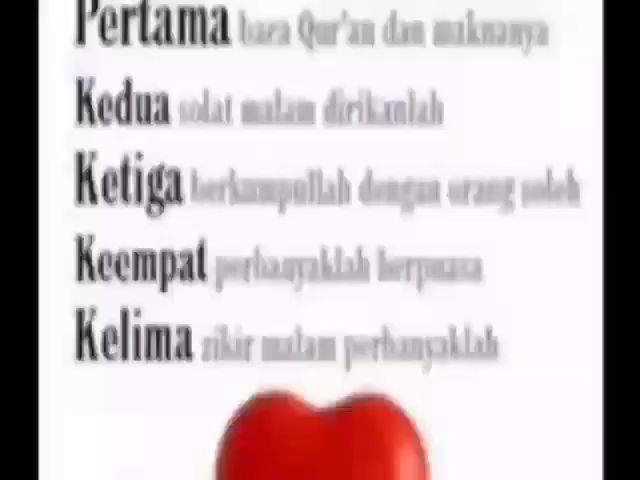 Pertama baca Qur'an dan maknanya
Kedua solat malam dirikanlah
Ketiga berkumpullah dengan orang soleh
Keempat perbanyaklah berpuasa
Kelima zikir malam perbanyaklah